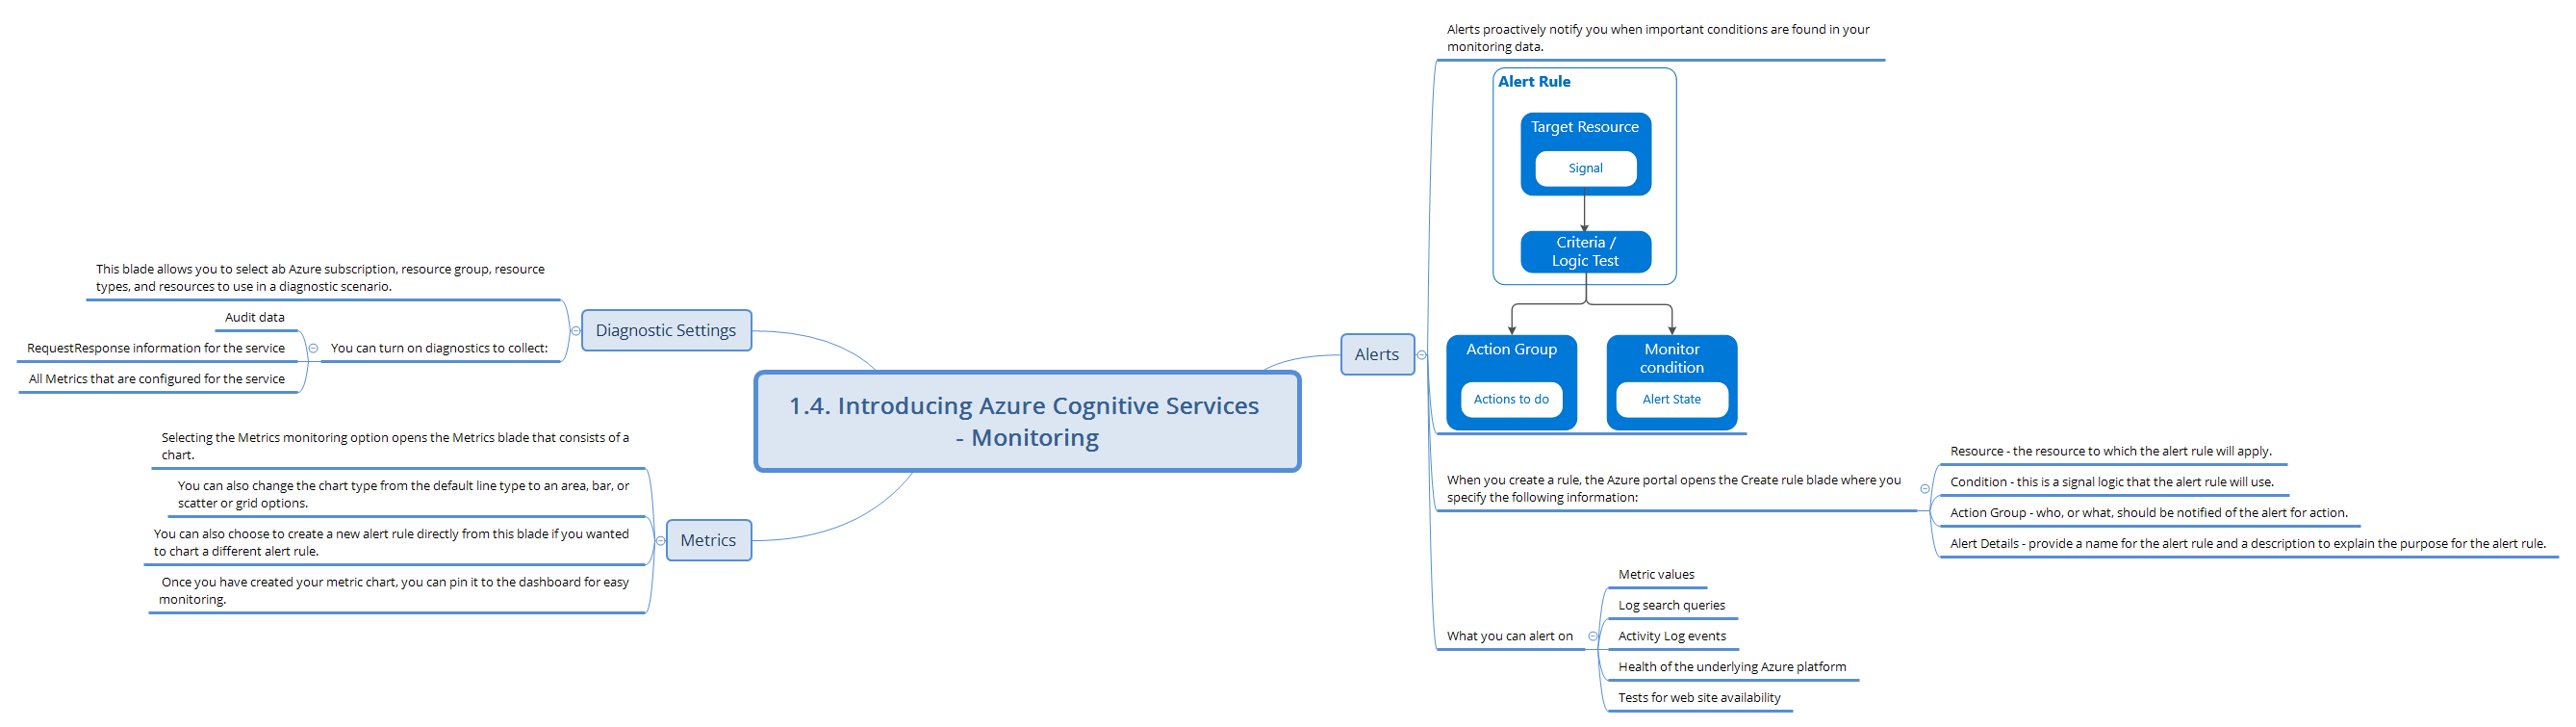 1.4. Introducing Azure Cognitive Services
- Monitoring
Diagnostic Settings
This blade allows you to select ab Azure subscription, resource group, resource
types, and resources to use in a diagnostic scenario.
You can turn on diagnostics to collect:
Audit data
RequestResponse information for the service
All Metrics that are configured for the service
Metrics
Selecting the Metrics monitoring option opens the Metrics blade that consists of a
chart.
You can also change the chart type from the default line type to an area, bar, or
scatter or grid options.
You can also choose to create a new alert rule directly from this blade if you wanted
to chart a different alert rule.
Once you have created your metric chart, you can pin it to the dashboard for easy
monitoring.
Alerts
Alerts proactively notify you when important conditions are found in your
monitoring data.
Alert Rule
Target Resource
Signal
Criteria /
Logic Test
Action Group
Actions to do
Monitor
condition
Alert State
When you create a rule, the Azure portal opens the Create rule blade where you
specify the following information:
Resource - the resource to which the alert rule will apply.
Condition - this is a signal logic that the alert rule will use.
Action Group - who, or what, should be notified of the alert for action.
Alert Details - provide a name for the alert rule and a description to explain the purpose for the alert rule.
What you can alert on
Metric values
Log search queries
Activity Log events
Health of the underlying Azure platform
Tests for web site availability